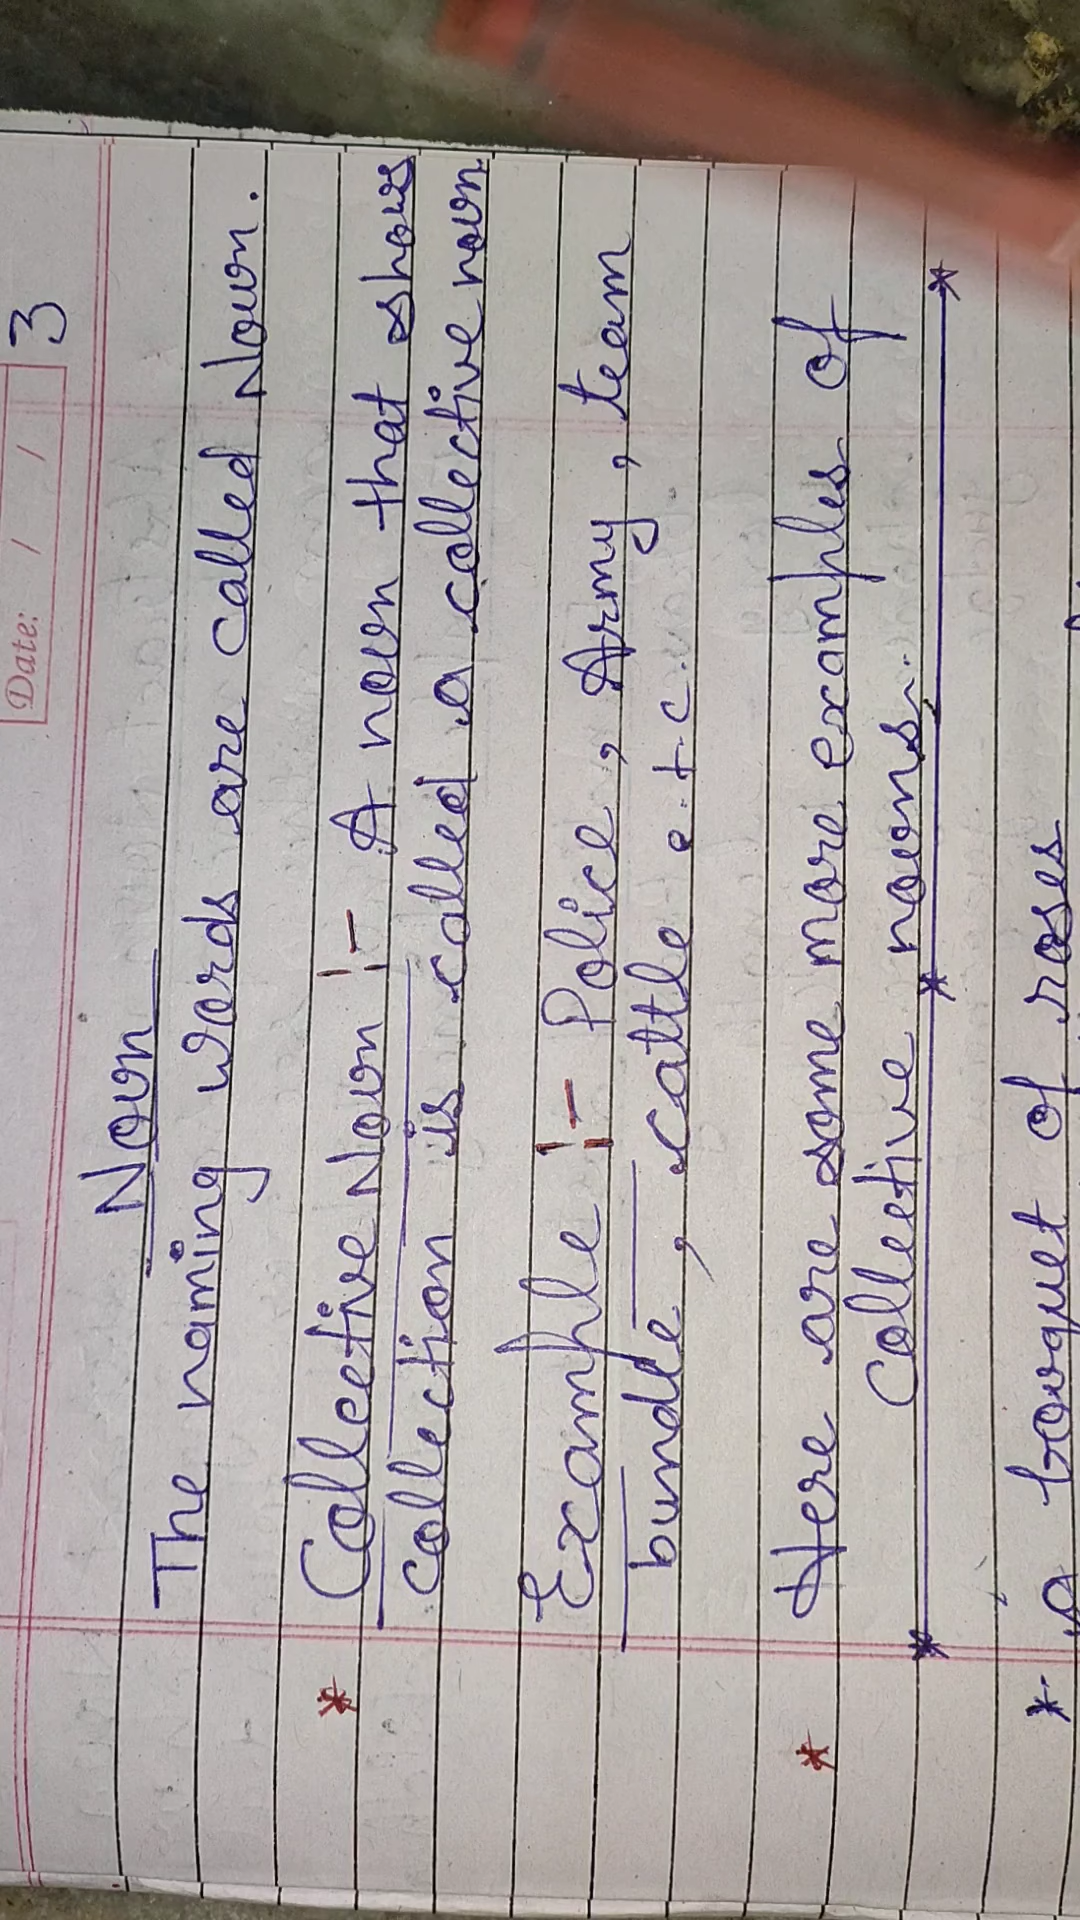 Date: / / 3
Noun
The naming words are called Noun.
* Collective Noun :- A noun that shows
collection is called a collective noun
Example :- Police, Army, team
bundle, cattle e.t.c.
* Here are some more examples of
Collective nouns.
* a bouquet of roses